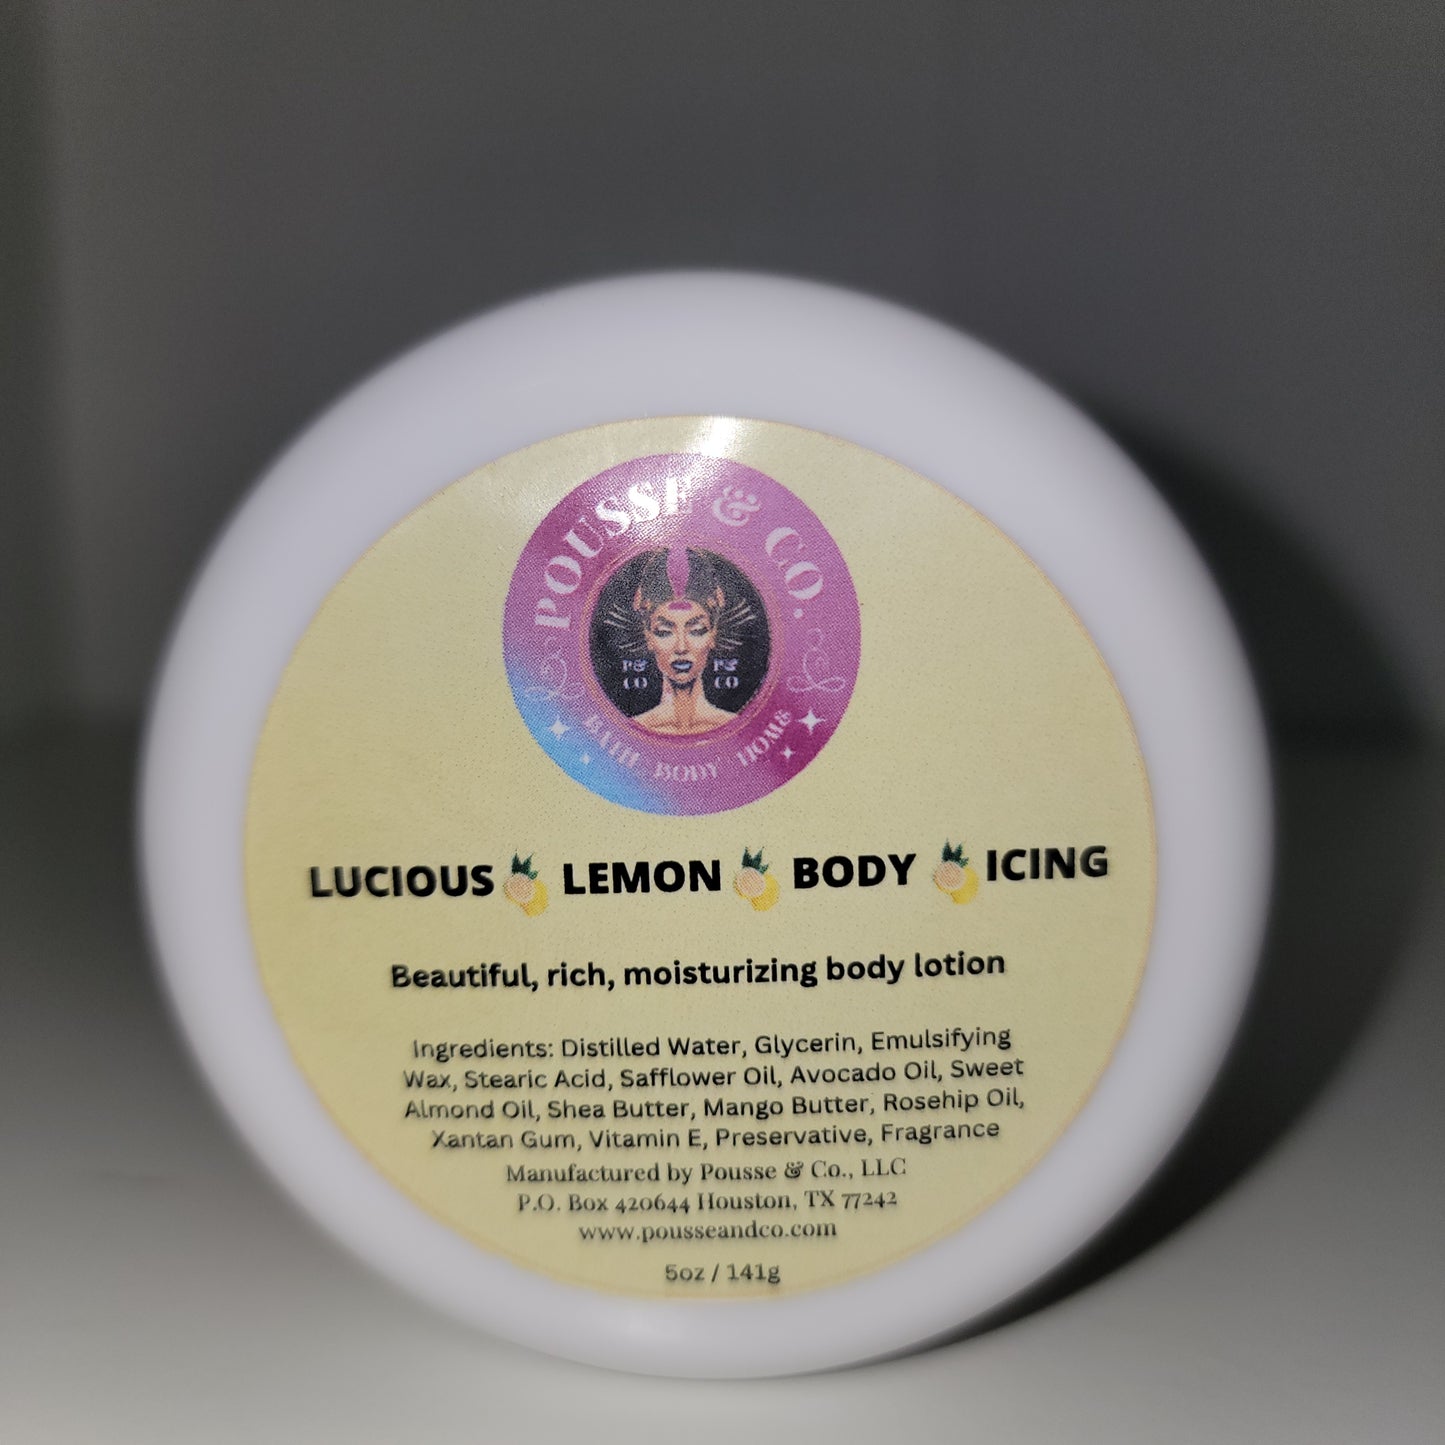 POUSSE & CO.
P& CO
P& CO
BATH, BODY HOME
LUCIOUS LEMON BODY ICING
Beautiful, rich, moisturizing body lotion
Ingredients: Distilled Water, Glycerin, Emulsifying
Wax, Stearic Acid, Safflower Oil, Avocado Oil, Sweet
Almond Oil, Shea Butter, Mango Butter, Rosehip Oil,
Xantan Gum, Vitamin E, Preservative, Fragrance
Manufactured by Pousse & Co., LLC
P.O. Box 420644 Houston, TX 77242
www.pousseandco.com
5oz / 141g